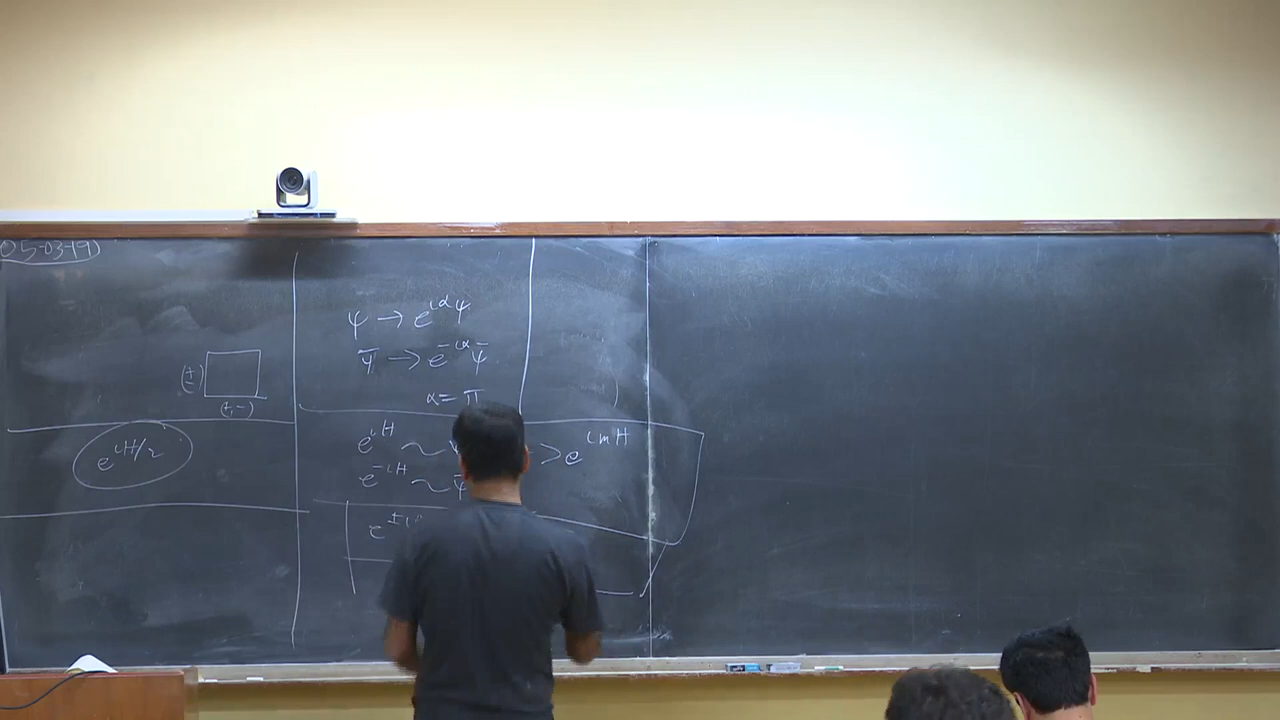 05-03-19
(±)
(+,-)
e^{iH/2}
ψ → e^{iα}ψ
ψ̄ → e^{-iα}ψ̄
α = π
e^{iH} ~
> e^{imH}
e^{-iH} ~ ψ̄